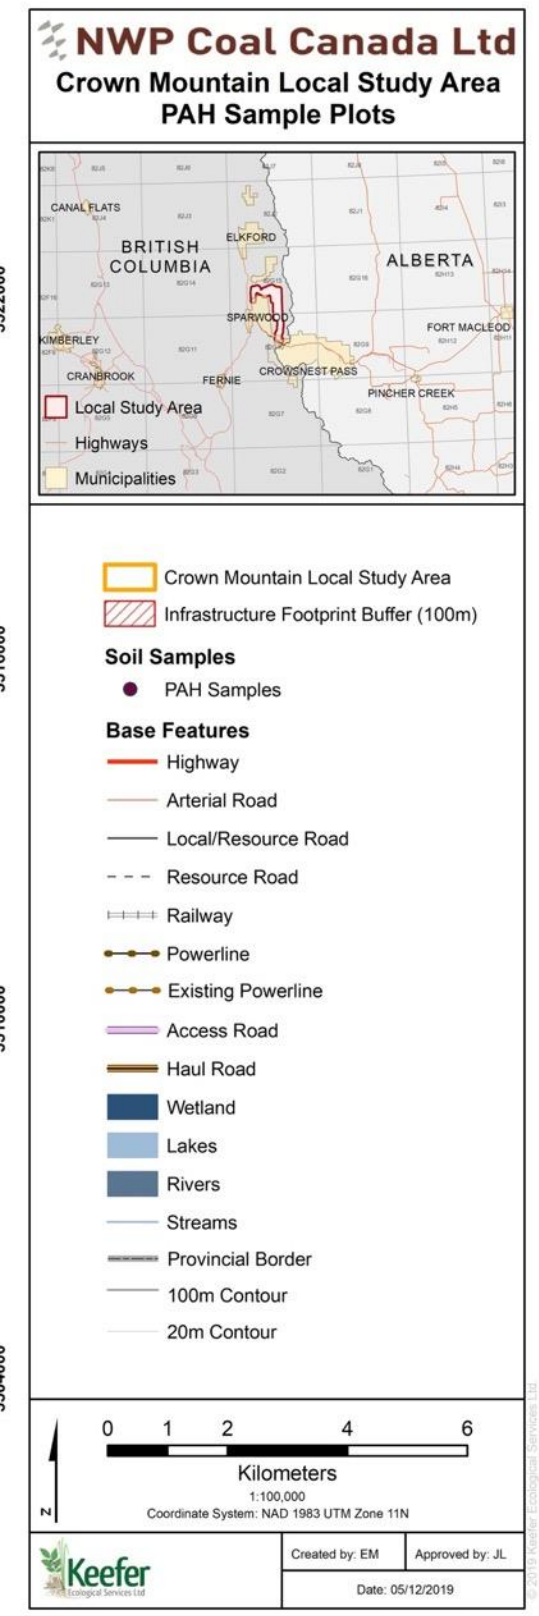 NWP Coal Canada Ltd
Crown Mountain Local Study Area
PAH Sample Plots
CANAL FLATS
BRITISH
COLUMBIA
ELKFORD
ALBERTA
SPARWOOD
FORT MACLEOD
KIMBERLEY
CRANBROOK
FERNIE
CROWSNEST PASS
PINCHER CREEK
Local Study Area
Highways
Municipalities
Crown Mountain Local Study Area
Infrastructure Footprint Buffer (100m)
Soil Samples
PAH Samples
Base Features
Highway
Arterial Road
Local/Resource Road
Resource Road
Railway
Powerline
Existing Powerline
Access Road
Haul Road
Wetland
Lakes
Rivers
Streams
Provincial Border
100m Contour
20m Contour
0 1 2 4 6
Kilometers
1:100,000
Coordinate System: NAD 1983 UTM Zone 11N
N
Keefer
Ecological Services Ltd
Created by: EM
Approved by: JL
Date: 05/12/2019
© 2019 Keefer Ecological Services Ltd